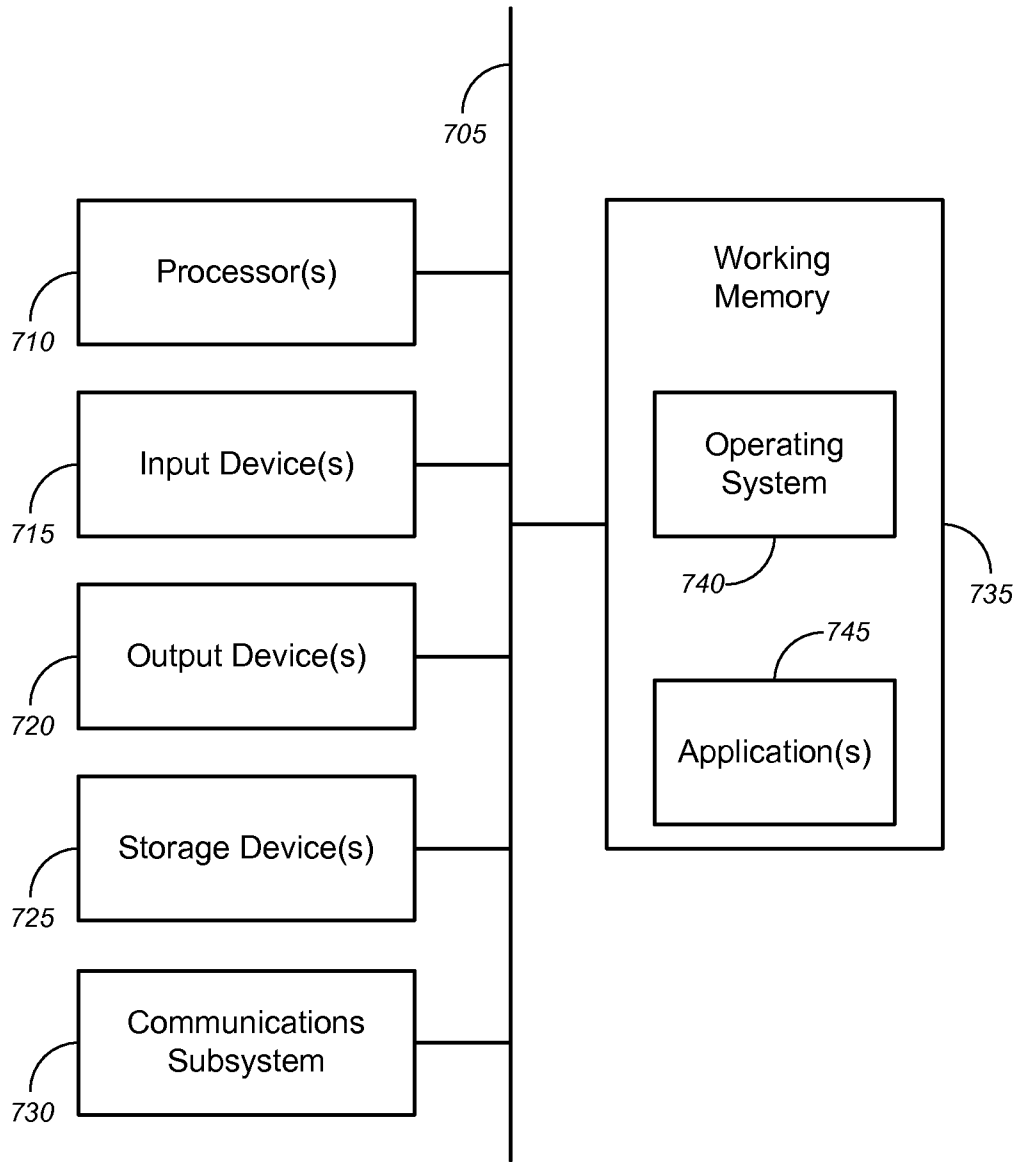 705
Processor(s)
710
Input Device(s)
715
Output Device(s)
720
Storage Device(s)
725
Communications
Subsystem
730
Working
Memory
Operating
System
740
735
745
Application(s)